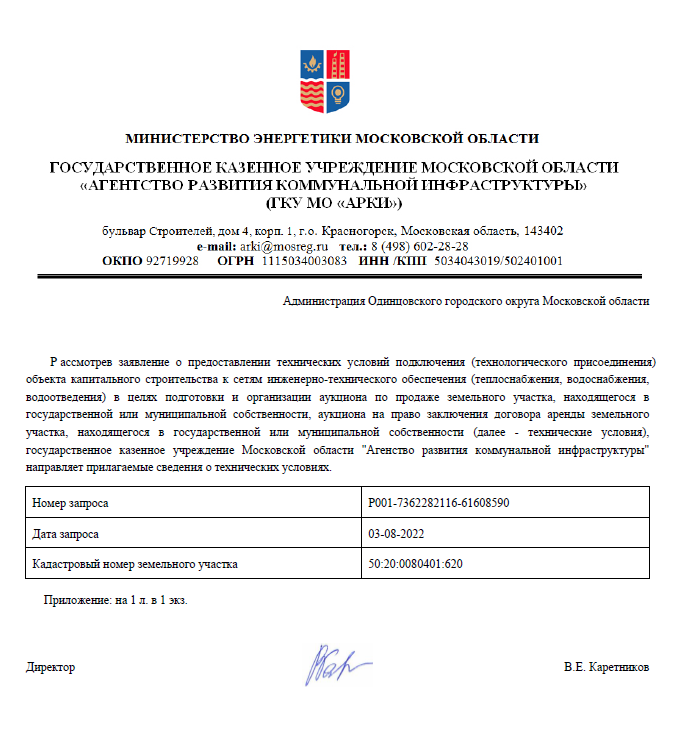 МИНИСТЕРСТВО ЭНЕРГЕТИКИ МОСКОВСКОЙ ОБЛАСТИ
ГОСУДАРСТВЕННОЕ КАЗЕННОЕ УЧРЕЖДЕНИЕ МОСКОВСКОЙ ОБЛАСТИ
«АГЕНТСТВО РАЗВИТИЯ КОММУНАЛЬНОЙ ИНФРАСТРУКТУРЫ»
(ГКУ МО «АРКИ»)
бульвар Строителей, дом 4, корп. 1, г.о. Красногорск, Московская область, 143402
e-mail: arki@mosreg.ru тел.: 8 (498) 602-28-28
ОКПО 92719928 ОГРН 1115034003083 ИНН /КПП 5034043019/502401001
Администрация Одинцовского городского округа Московской области
Рассмотрев заявление о предоставлении технических условий подключения (технологического присоединения)
объекта капитального строительства к сетям инженерно-технического обеспечения (теплоснабжения, водоснабжения,
водоотведения) в целях подготовки и организации аукциона по продаже земельного участка, находящегося в
государственной или муниципальной собственности, аукциона на право заключения договора аренды земельного
участка, находящегося в государственной или муниципальной собственности (далее - технические условия),
государственное казенное учреждение Московской области "Агенство развития коммунальной инфраструктуры"
направляет прилагаемые сведения о технических условиях.
Номер запроса P001-7362282116-61608590
Дата запроса 03-08-2022
Кадастровый номер земельного участка 50:20:0080401:620
Приложение: на 1 л. в 1 экз.
Директор В.Е. Каретников